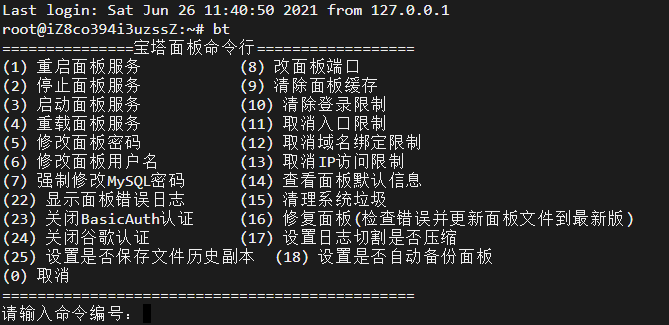 Last login: Sat Jun 26 11:40:50 2021 from 127.0.0.1
root@iZ8co394i3uzssZ:~# bt
===============宝塔面板命令行==================
(1) 重启面板服务           (8) 改面板端口
(2) 停止面板服务           (9) 清除面板缓存
(3) 启动面板服务           (10) 清除登录限制
(4) 重载面板服务           (11) 取消入口限制
(5) 修改面板密码           (12) 取消域名绑定限制
(6) 修改面板用户名         (13) 取消IP访问限制
(7) 强制修改MySQL密码      (14) 查看面板默认信息
(22) 显示面板错误日志      (15) 清理系统垃圾
(23) 关闭BasicAuth认证     (16) 修复面板(检查错误并更新面板文件到最新版)
(24) 关闭谷歌认证          (17) 设置日志切割是否压缩
(25) 设置是否保存文件历史副本  (18) 设置是否自动备份面板
(0) 取消
===============================================
请输入命令编号：